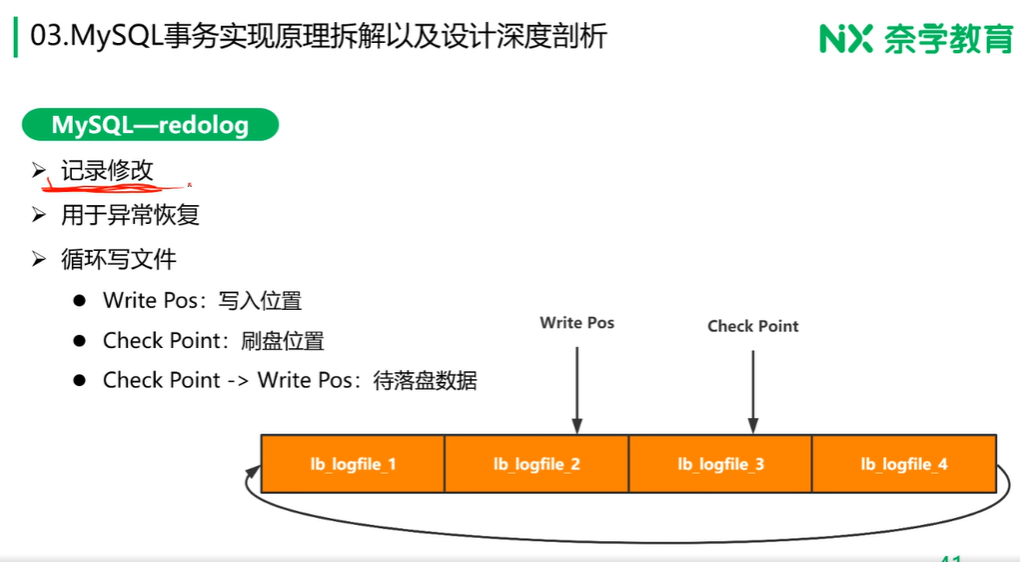 03.MySQL事务实现原理拆解以及设计深度剖析
NX 奈学教育
MySQL—redolog
记录修改
用于异常恢复
循环写文件
Write Pos：写入位置
Check Point：刷盘位置
Check Point -> Write Pos：待落盘数据
Write Pos
Check Point
lb_logfile_1
lb_logfile_2
lb_logfile_3
lb_logfile_4
41